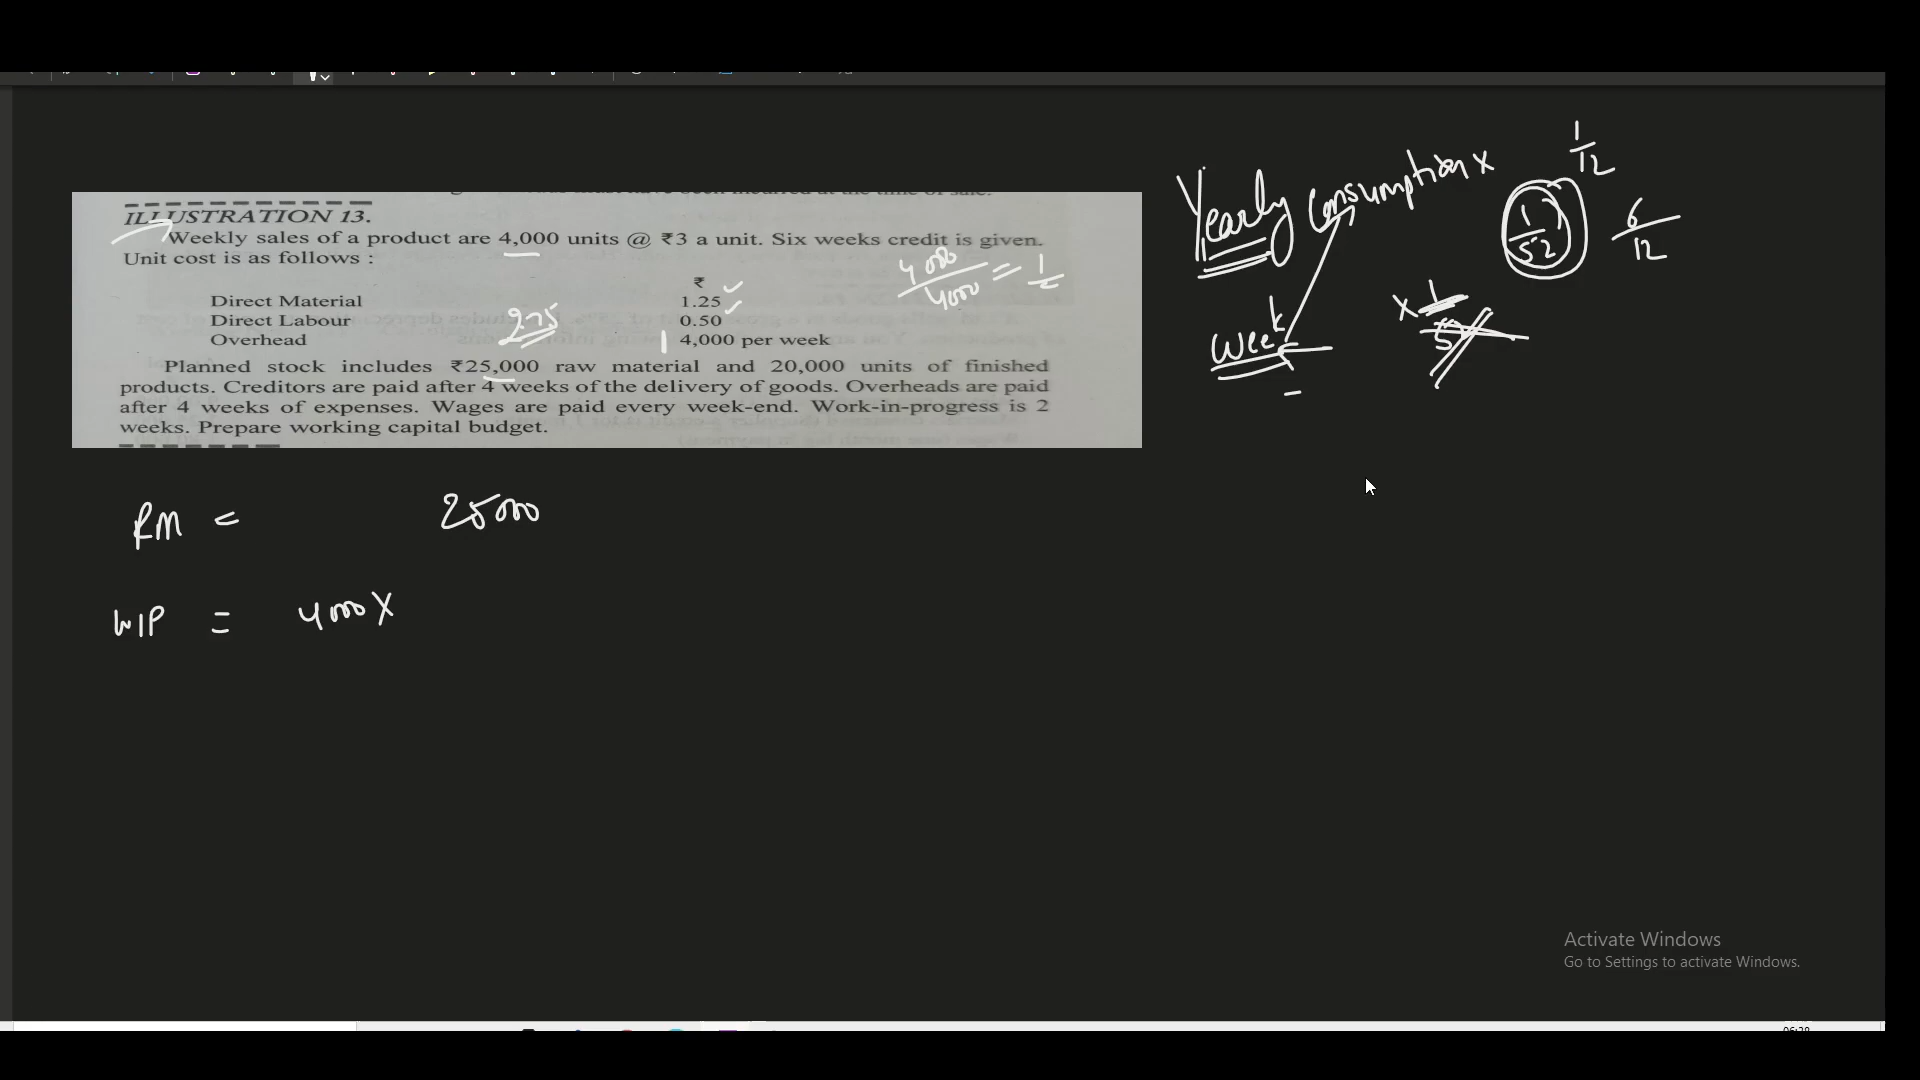 ILLUSTRATION 13.
Weekly sales of a product are 4,000 units @ ₹3 a unit. Six weeks credit is given.
Unit cost is as follows :
₹
Direct Material 1.25
Direct Labour 0.50
Overhead 4,000 per week
Planned stock includes ₹25,000 raw material and 20,000 units of finished
products. Creditors are paid after 4 weeks of the delivery of goods. Overheads are paid
after 4 weeks of expenses. Wages are paid every week-end. Work-in-progress is 2
weeks. Prepare working capital budget.
2.75
1
4000/4000 = 1/
Yearly Consumption x
1/12
1/52
6/12
Week
x 1/5
RM = 25000
WIP = 4000 X
Activate Windows
Go to Settings to activate Windows.